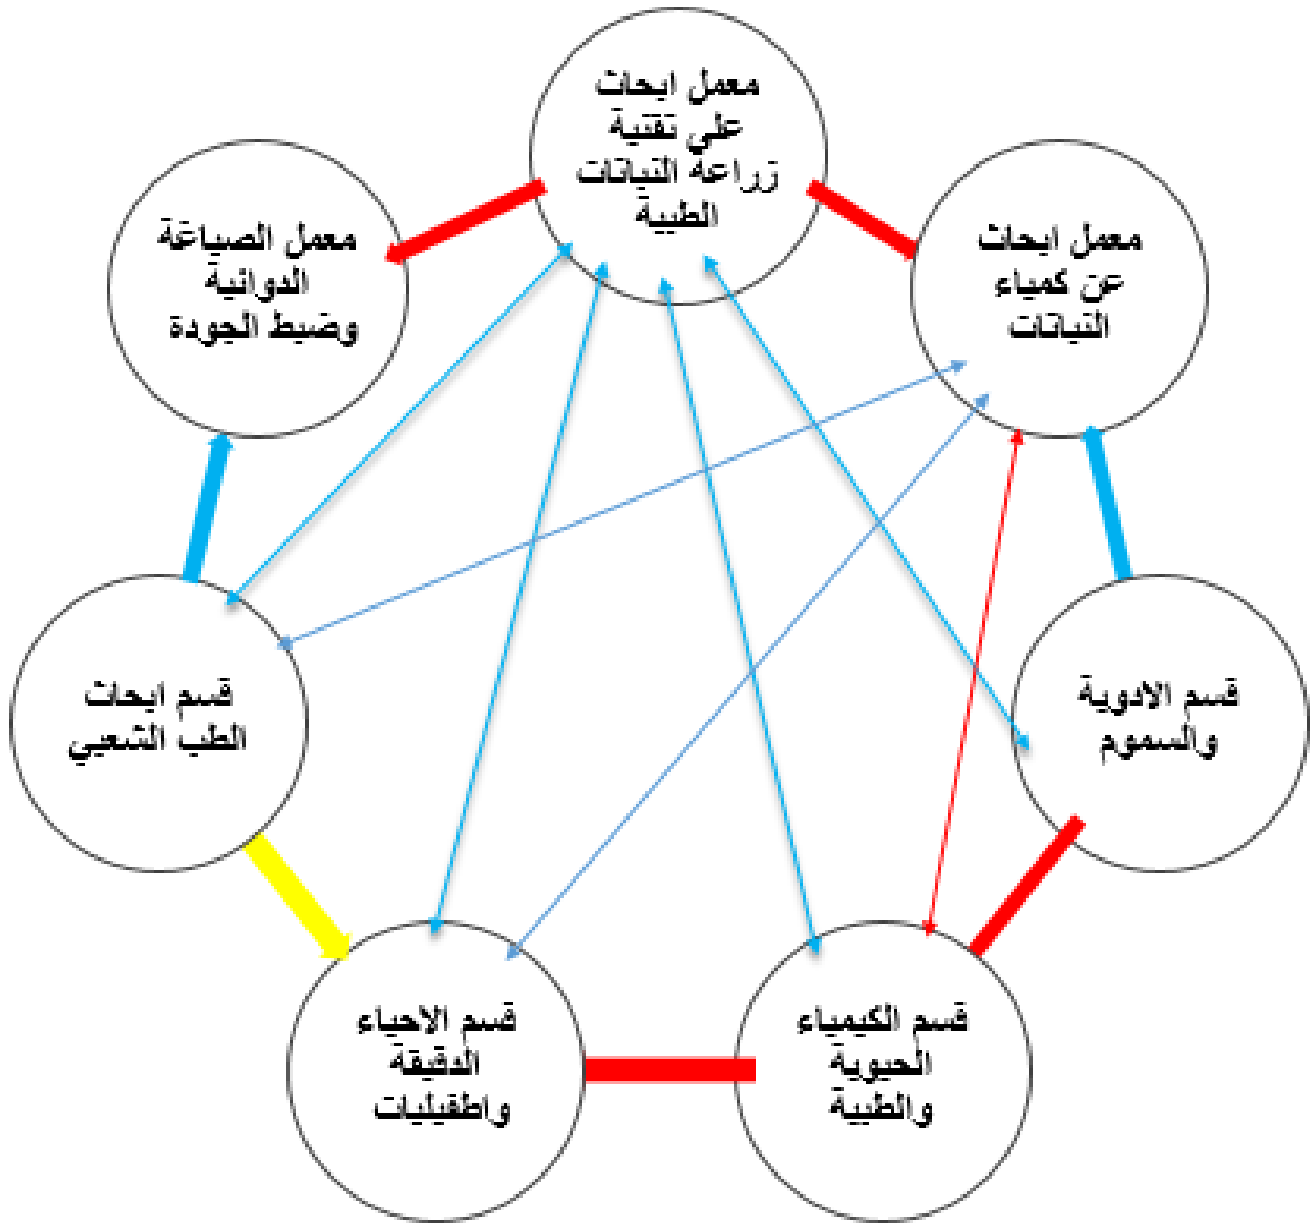 معمل ابحاث
علي تقنية
زراعة النباتات
الطبية
معمل ابحاث
عن كمياء
النباتات
قسم الادوية
والسموم
قسم الكيمياء
الحيوية
والطبية
قسم الاحياء
الدقيقة
واطفيليات
قسم ابحاث
الطب الشعبي
معمل الصياغة
الدوائية
وضبط الجودة